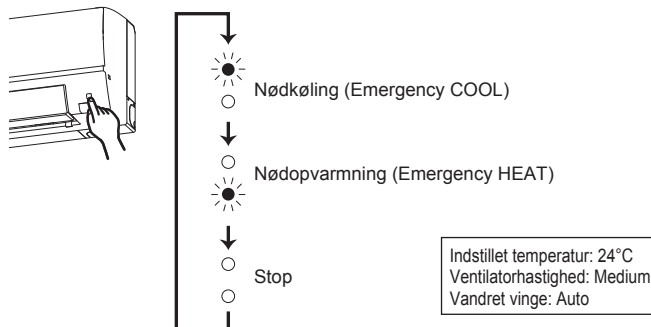 Nødkøling (Emergency COOL)
Nødopvarmning (Emergency HEAT)
Stop
Indstillet temperatur: 24°C
Ventilatorhastighed: Medium
Vandret vinge: Auto